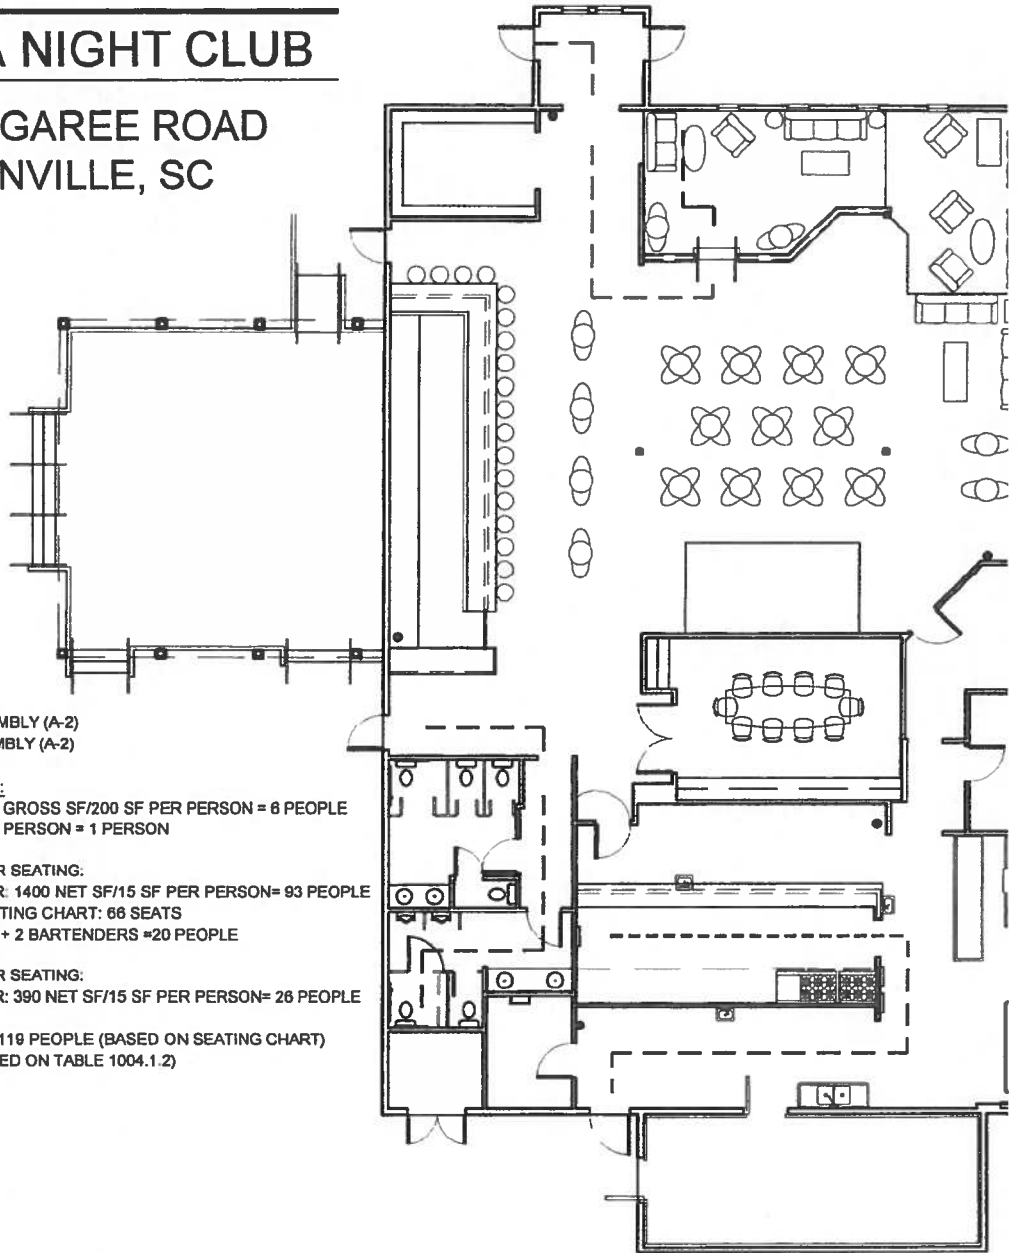 A NIGHT CLUB
GAREE ROAD
NVILLE, SC
MBLY (A-2)
MBLY (A-2)
:
GROSS SF/200 SF PER PERSON = 6 PEOPLE
PERSON = 1 PERSON
R SEATING:
R: 1400 NET SF/15 SF PER PERSON= 93 PEOPLE
TING CHART: 66 SEATS
+ 2 BARTENDERS =20 PEOPLE
R SEATING:
R: 390 NET SF/15 SF PER PERSON= 26 PEOPLE
119 PEOPLE (BASED ON SEATING CHART)
ED ON TABLE 1004.1.2)